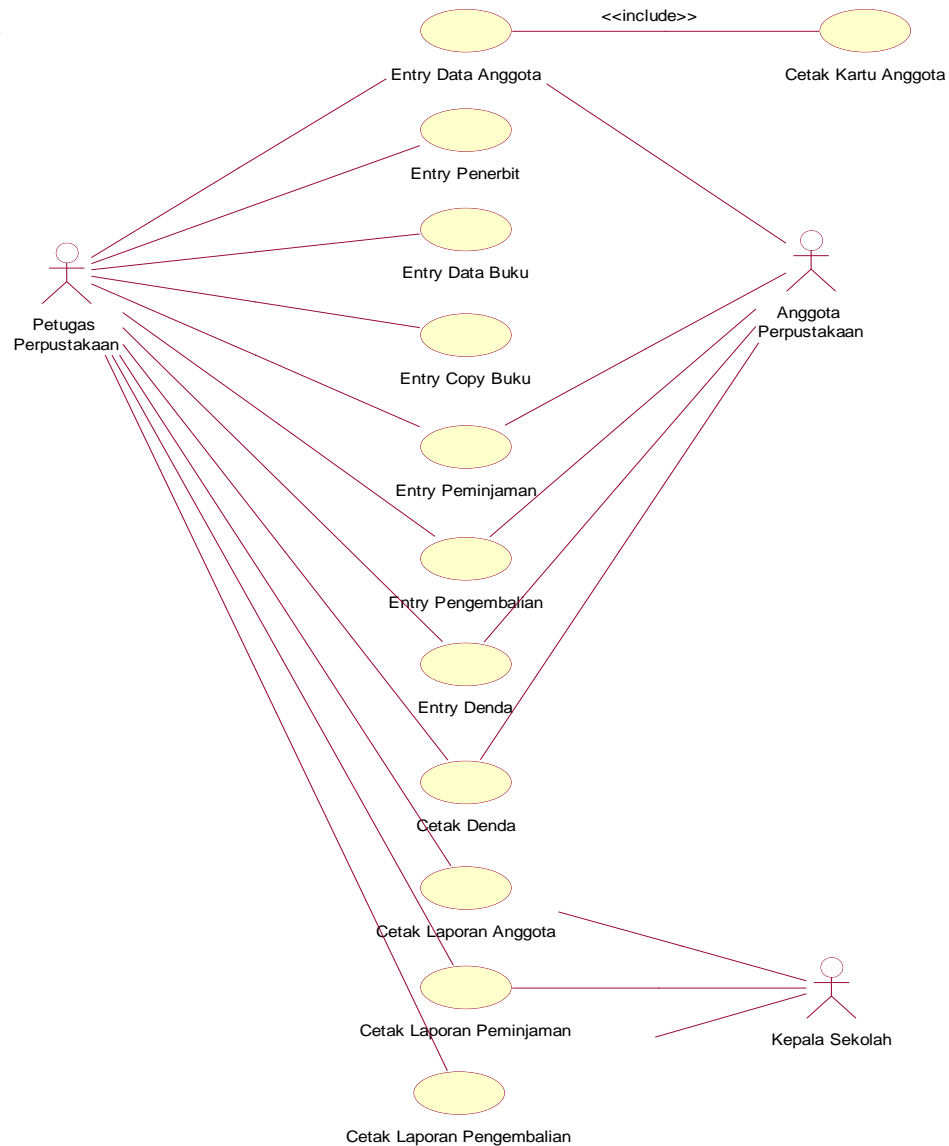 <<include>>
Entry Data Anggota
Cetak Kartu Anggota
Entry Penerbit
Entry Data Buku
Petugas
Perpustakaan
Anggota
Perpustakaan
Entry Copy Buku
Entry Peminjaman
Entry Pengembalian
Entry Denda
Cetak Denda
Cetak Laporan Anggota
Cetak Laporan Peminjaman
Kepala Sekolah
Cetak Laporan Pengembalian